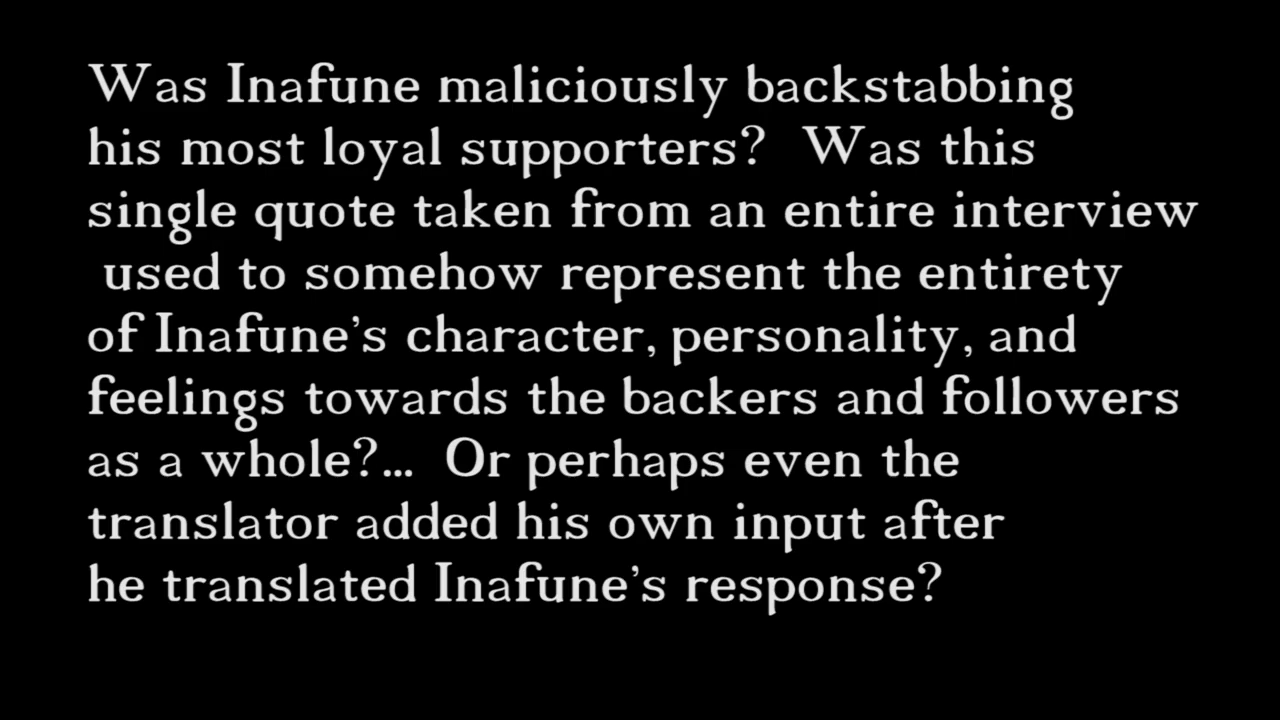 Was Inafune maliciously backstabbing
his most loyal supporters?  Was this
single quote taken from an entire interview
used to somehow represent the entirety
of Inafune's character, personality, and
feelings towards the backers and followers
as a whole?...  Or perhaps even the
translator added his own input after
he translated Inafune's response?